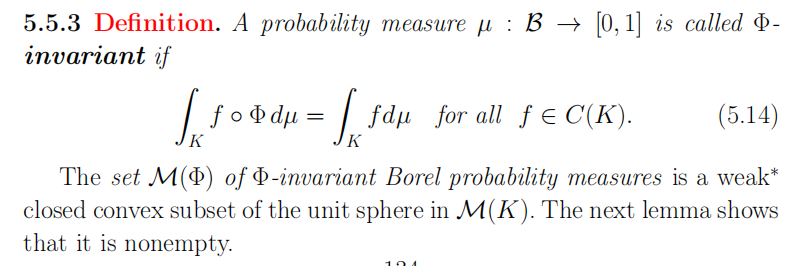 5.5.3 Definition. A probability measure μ : ℬ → [0, 1] is called Φ-
invariant if
∫_K f ∘ Φ dμ = ∫_K fdμ for all f ∈ C(K). (5.14)
The set ℳ(Φ) of Φ-invariant Borel probability measures is a weak*
closed convex subset of the unit sphere in ℳ(K). The next lemma shows
that it is nonempty.